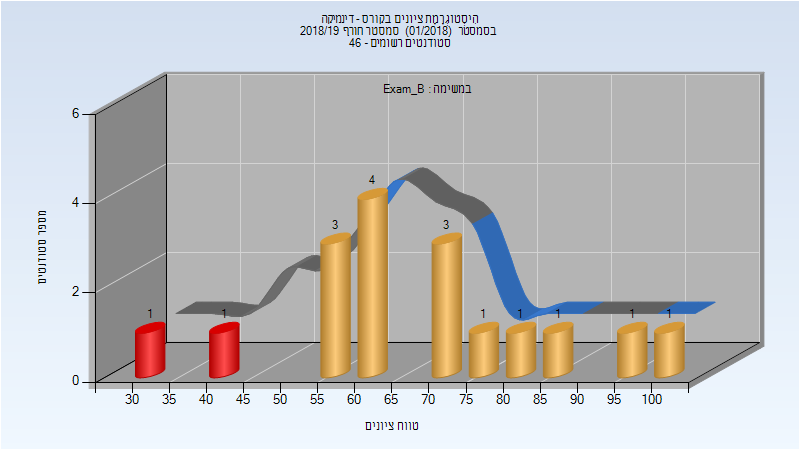 היסטוגרמת ציונים בקורס - דינמיקה
בסמסטר (01/2018) סמסטר חורף 2018/19
סטודנטים רשומים - 46
במשימה : Exam_B
מספר סטודנטים
6
4
2
0
1 1 3 4 3 1 1 1 1 1
30 35 40 45 50 55 60 65 70 75 80 85 90 95 100
טווח ציונים